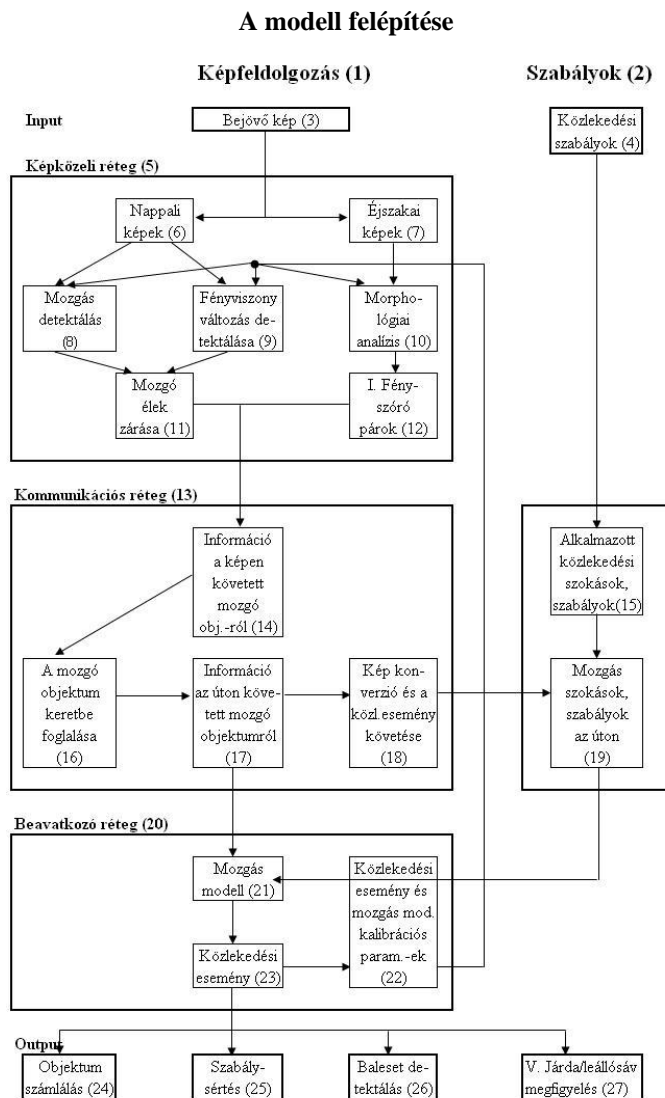 A modell felépítése
Képfeldolgozás (1)
Szabályok (2)
Input
Bejövő kép (3)
Közlekedési
szabályok (4)
Képközeli réteg (5)
Nappali
képek (6)
Éjszakai
képek (7)
Mozgás
detektálás
(8)
Fényviszony
változás de-
tektálása (9)
Morpho-
lógiai
analízis (10)
Mozgó
élek
zárása (11)
I. Fény-
szóró
párok (12)
Kommunikációs réteg (13)
Információ
a képen
követett
mozgó
obj.-ról (14)
Alkalmazott
közlekedési
szokások,
szabályok(15)
A mozgó
objektum
keretbe
foglalása
(16)
Információ
az úton köve-
tett mozgó
objektumról
(17)
Kép kon-
verzió és a
közl.esemény
követése
(18)
Mozgás
szokások,
szabályok
az úton
(19)
Beavatkozó réteg (20)
Mozgás
modell (21)
Közlekedési
esemény és
mozgás mod.
kalibrációs
param.-ek
(22)
Közlekedési
esemény (23)
Output
Objektum
számlálás (24)
Szabály-
sértés (25)
Baleset de-
tektálás (26)
V. Járda/leállósáv
megfigyelés (27)